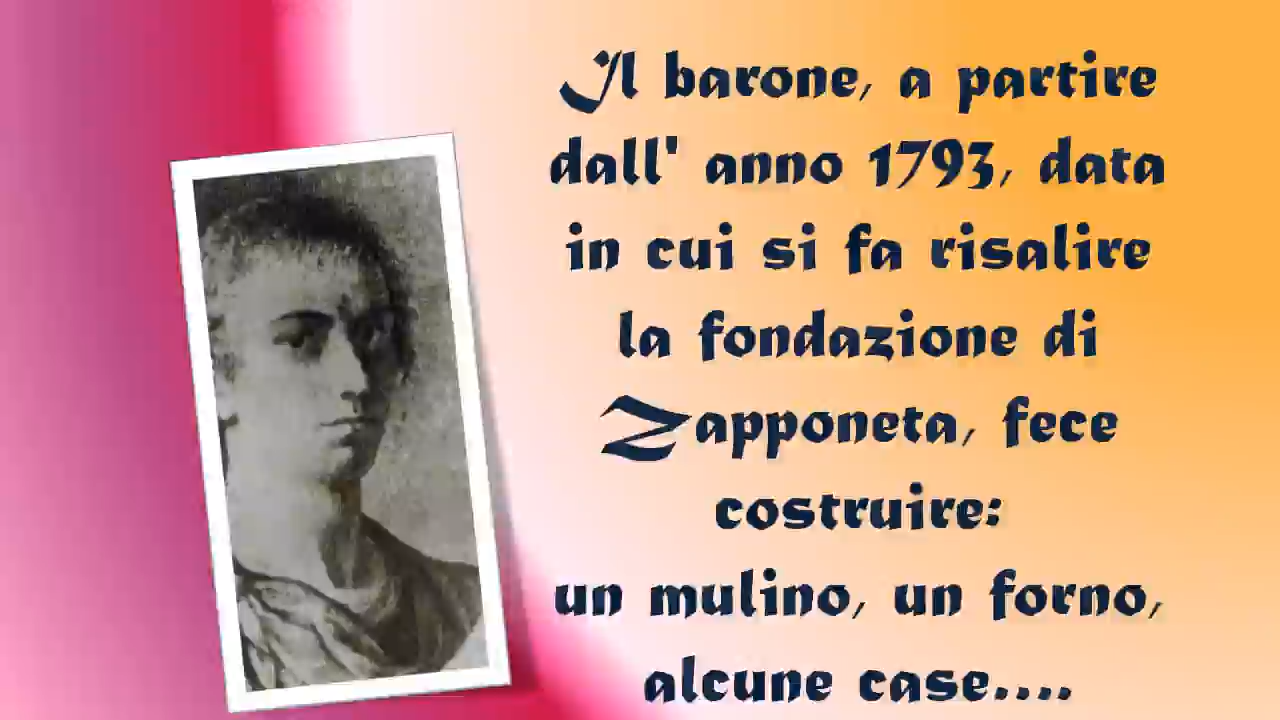 Il barone, a partire
dall' anno 1793, data
in cui si fa risalire
la fondazione di
Zapponeta, fece
costruire:
un mulino, un forno,
alcune case....